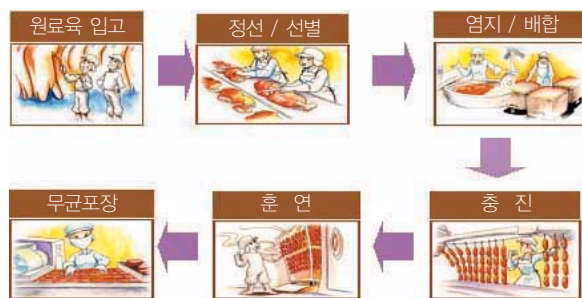 원료육 입고
정선 / 선별
염지 / 배합
충 진
훈 연
무균포장